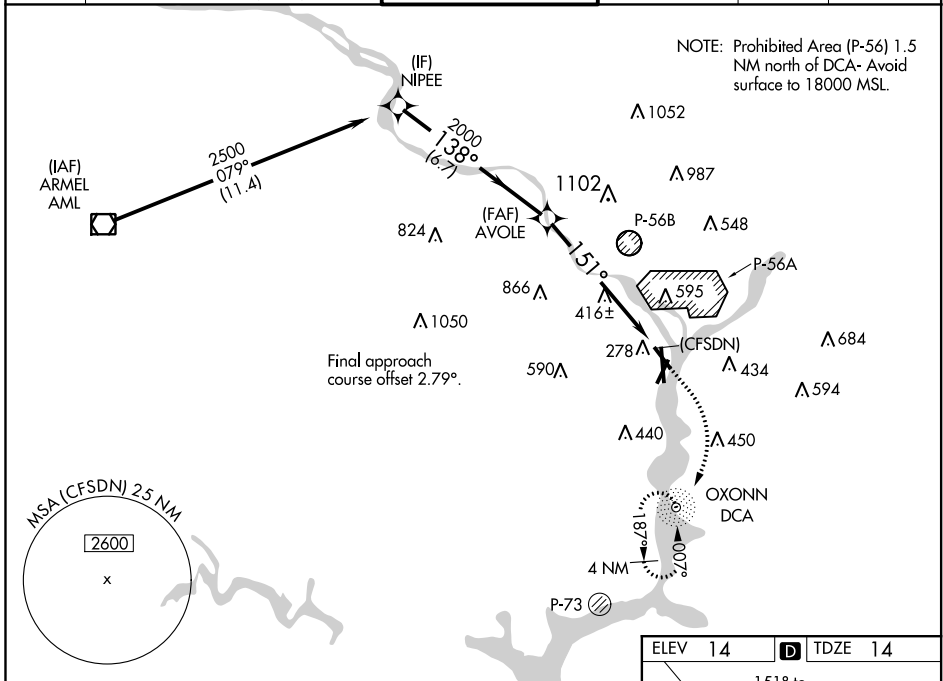 NOTE: Prohibited Area (P-56) 1.5
NM north of DCA- Avoid
surface to 18000 MSL.
(IF)
NIPEE
1052
2000
138°
(6.7)
2500
079°
(11.4)
(IAF)
ARMEL
AML
987
1102
(FAF)
AVOLE
P-56B
548
824
151°
P-56A
866
595
416±
1050
278
(CFSDN)
684
Final approach
course offset 2.79°.
590
434
594
440
450
MSA (CFSDN) 25 NM
2600
x
OXONN
DCA
187°
007°
4 NM
P-73
ELEV 14 D TDZE 14
151° to